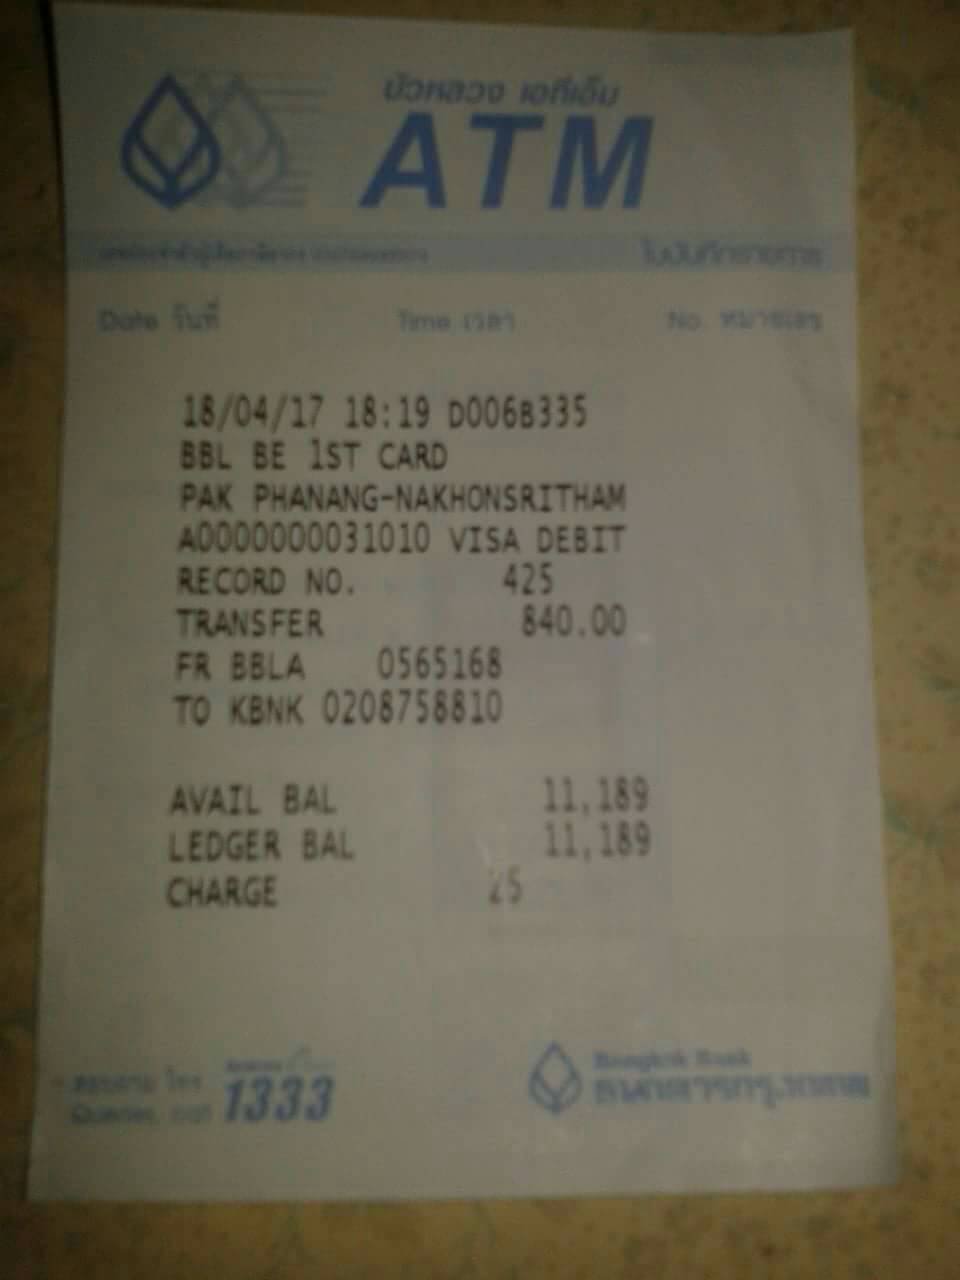 บัวหลวง เอทีเอ็ม
ATM
ใบบันทึกรายการ
Date วันที่ Time เวลา No. หมายเลข
18/04/17 18:19 D006B335
BBL BE 1ST CARD
PAK PHANANG-NAKHONSRITHAM
A0000000031010 VISA DEBIT
RECORD NO. 425
TRANSFER 840.00
FR BBLA 0565168
TO KBNK 0208758810
AVAIL BAL 11,189
LEDGER BAL 11,189
CHARGE 25
สอบถาม โทร
Queries, call 1333
Bangkok Bank
ธนาคารกรุงเทพ